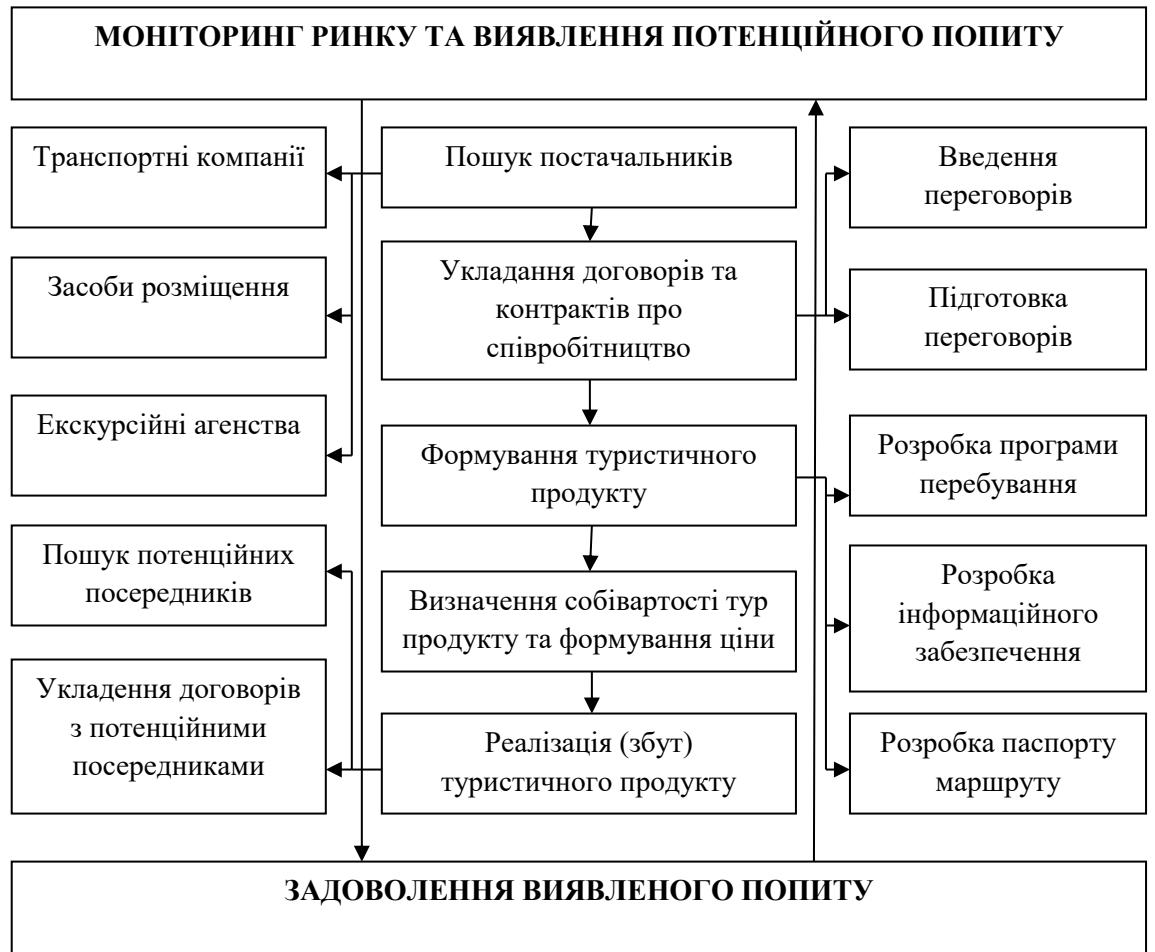 МОНІТОРИНГ РИНКУ ТА ВИЯВЛЕННЯ ПОТЕНЦІЙНОГО ПОПИТУ
Транспортні компанії
Пошук постачальників
Введення
переговорів
Засоби розміщення
Укладання договорів та
контрактів про
співробітництво
Підготовка
переговорів
Екскурсійні агенства
Формування туристичного
продукту
Розробка програми
перебування
Пошук потенційних
посередників
Визначення собівартості тур
продукту та формування ціни
Розробка
інформаційного
забезпечення
Укладення договорів
з потенційними
посередниками
Реалізація (збут)
туристичного продукту
Розробка паспорту
маршруту
ЗАДОВОЛЕННЯ ВИЯВЛЕНОГО ПОПИТУ